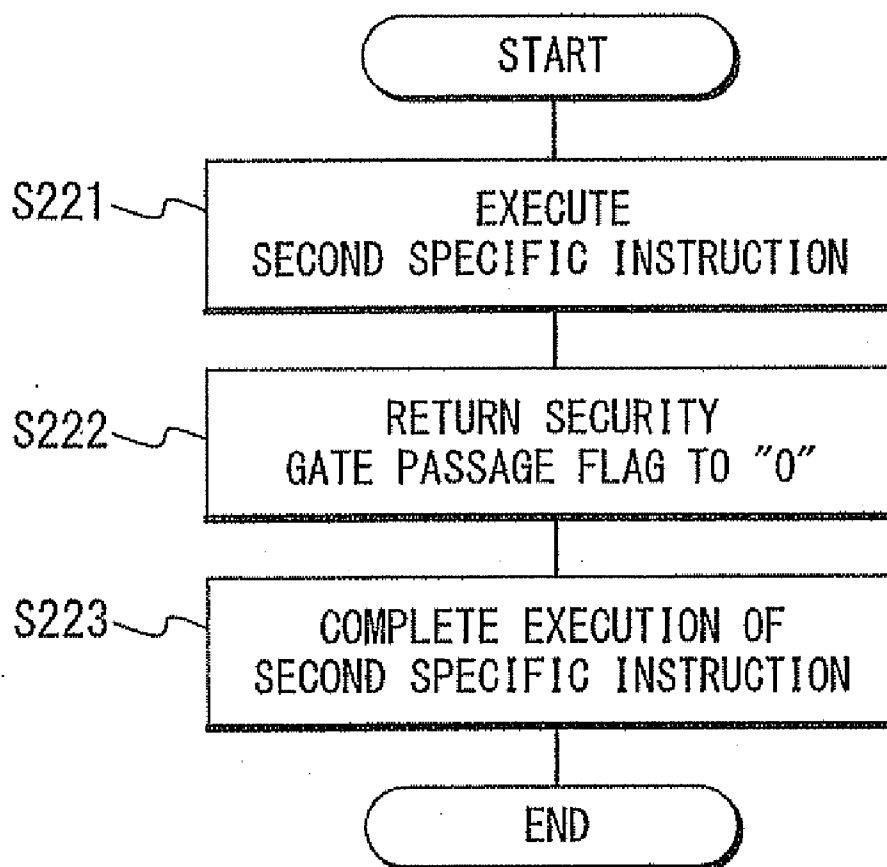 START
S221
EXECUTE
SECOND SPECIFIC INSTRUCTION
S222
RETURN SECURITY
GATE PASSAGE FLAG TO "0"
S223
COMPLETE EXECUTION OF
SECOND SPECIFIC INSTRUCTION
END